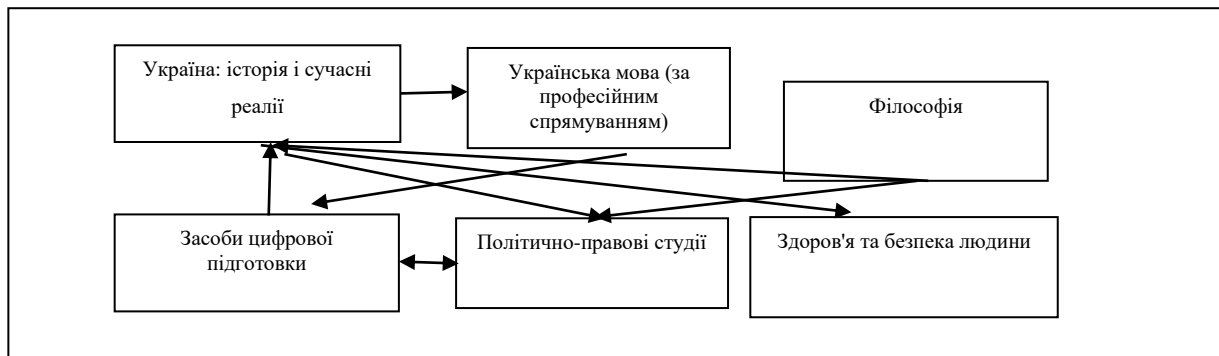 Україна: історія і сучасні
реалії
Українська мова (за
професійним
спрямуванням)
Філософія
Засоби цифрової
підготовки
Політично-правові студії
Здоров'я та безпека людини